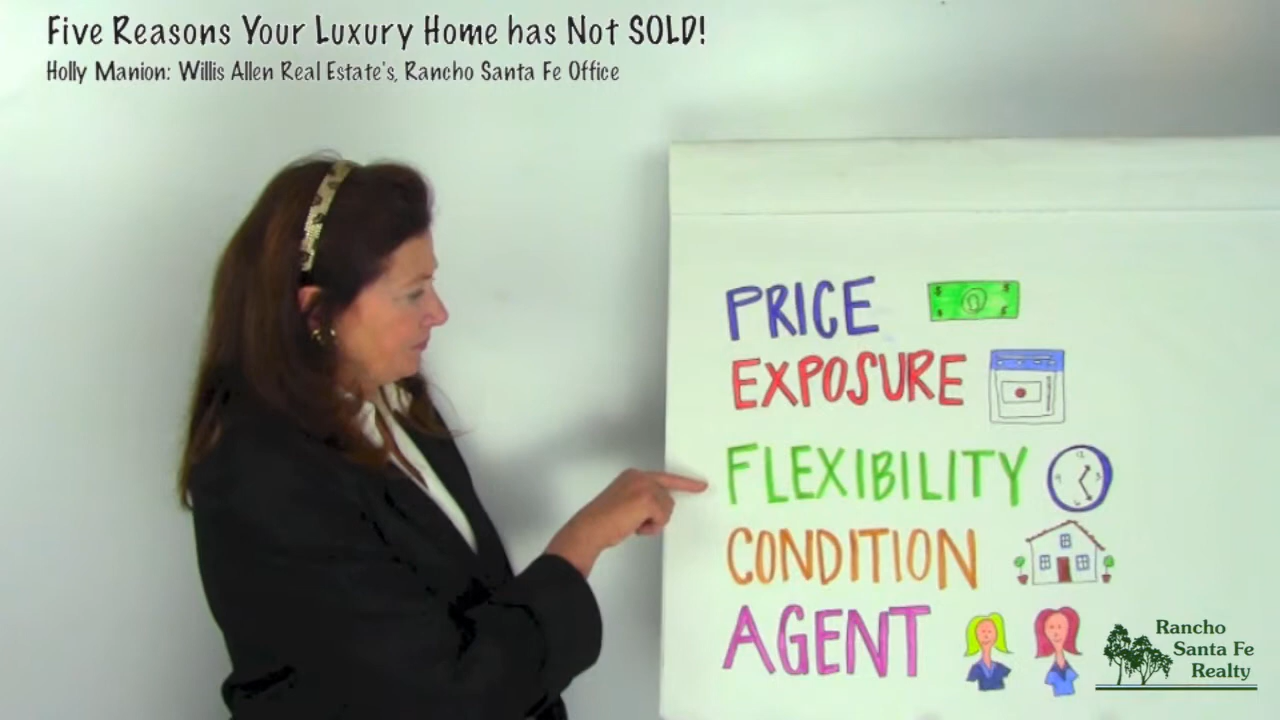 Five Reasons Your Luxury Home has Not SOLD!
Holly Manion: Willis Allen Real Estate's, Rancho Santa Fe Office
PRICE
EXPOSURE
FLEXIBILITY
CONDITION
AGENT
Rancho
Santa Fe
Realty